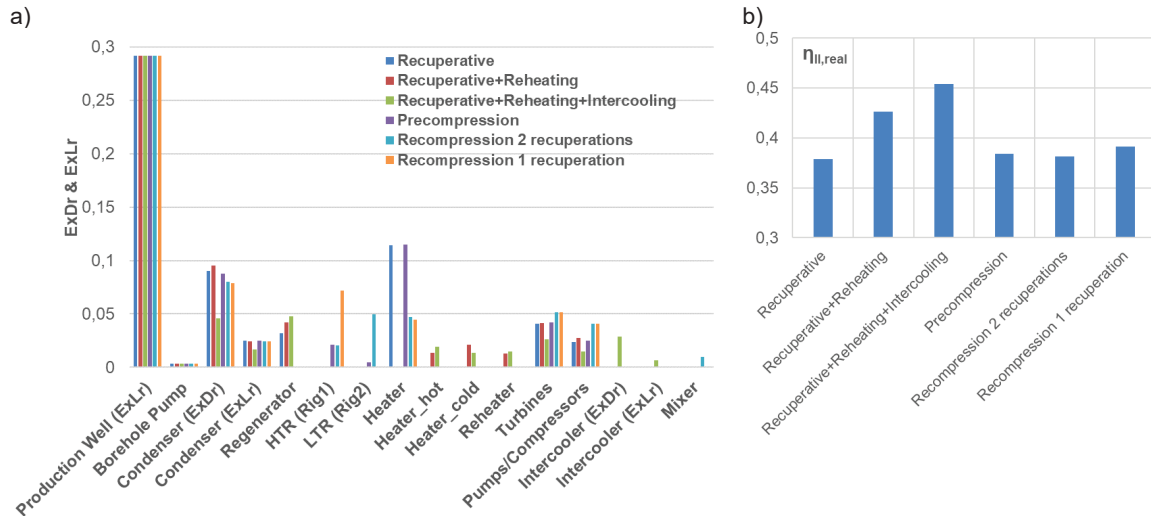 a)
ExDr & ExLr
0,3
0,25
0,2
0,15
0,1
0,05
0
Recuperative
Recuperative+Reheating
Recuperative+Reheating+Intercooling
Precompression
Recompression 2 recuperations
Recompression 1 recuperation
Production Well (ExLr)
Borehole Pump
Condenser (ExDr)
Condenser (ExLr)
Regenerator
HTR (Rig1)
LTR (Rig2)
Heater
Heater_hot
Heater_cold
Reheater
Turbines
Pumps/Compressors
Intercooler (ExDr)
Intercooler (ExLr)
Mixer
b)
ηII,real
0,5
0,45
0,4
0,35
0,3
Recuperative
Recuperative+Reheating
Recuperative+Reheating+Intercooling
Precompression
Recompression 2 recuperations
Recompression 1 recuperation